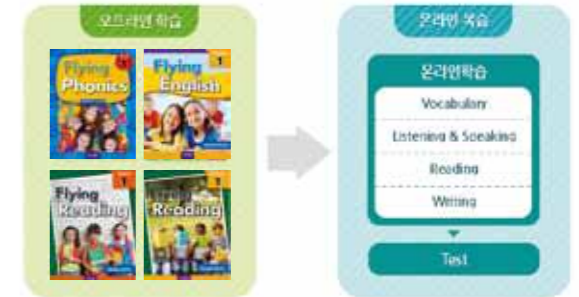 오프라인 학습
Flying
Phonics
Flying
English
1
Flying
Reading
1
Reading
1
온라인 복습
온라인학습
Vocabulary
Listening & Speaking
Reading
Writing
Test